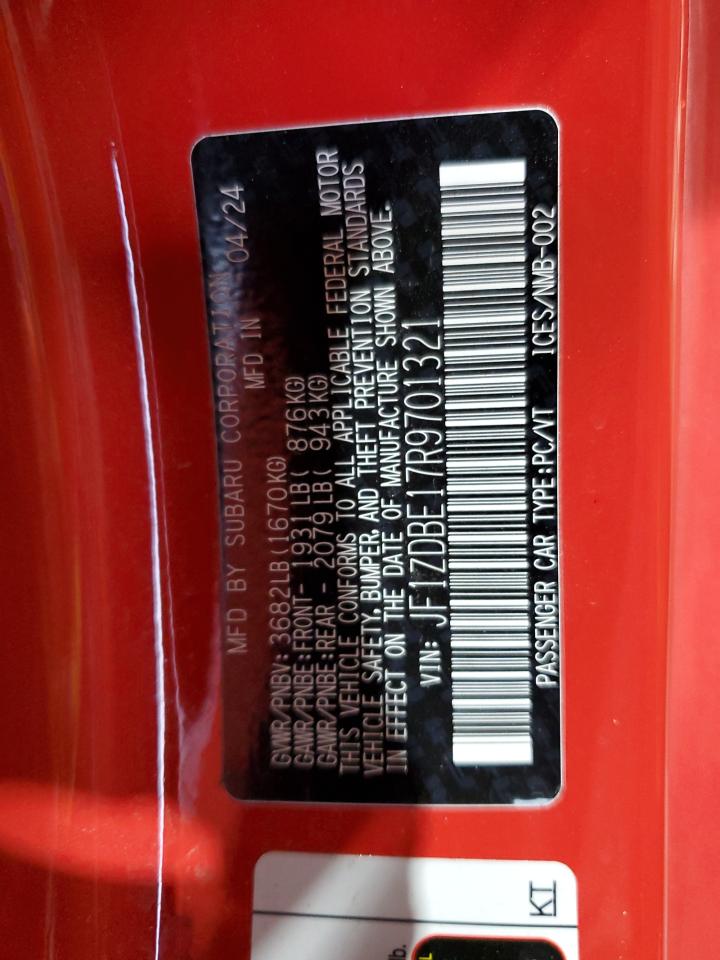 MFD BY SUBARU CORPORATION
MFD IN 04/24
GVWR/PNBV: 3682LB(1670KG)
GAWR/PNBE:FRONT- 1931LB( 876KG)
GAWR/PNBE:REAR - 2079LB( 943KG)
THIS VEHICLE CONFORMS TO ALL APPLICABLE FEDERAL MOTOR
VEHICLE SAFETY, BUMPER, AND THEFT PREVENTION STANDARDS
IN EFFECT ON THE DATE OF MANUFACTURE SHOWN ABOVE.
VIN: JF1ZDBE17R9701321
PASSENGER CAR TYPE:PC/VT ICES/NMB-002
lb.
KI